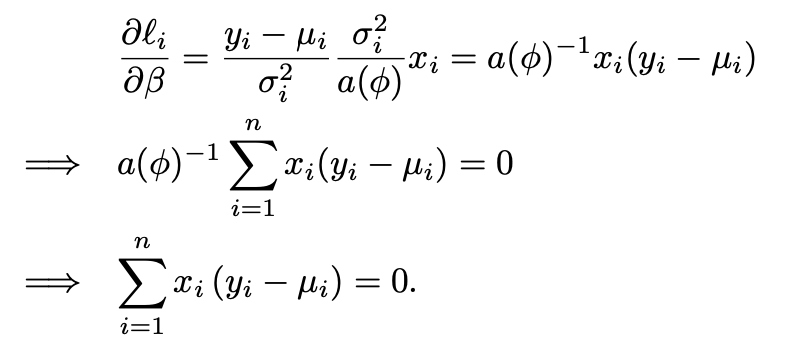 ∂ℓᵢ/∂β = (yᵢ − μᵢ)/σᵢ² σᵢ²/a(ϕ) xᵢ = a(ϕ)⁻¹xᵢ(yᵢ − μᵢ)
⟹ a(ϕ)⁻¹ ∑ᵢ₌₁ⁿ xᵢ(yᵢ − μᵢ) = 0
⟹ ∑ᵢ₌₁ⁿ xᵢ (yᵢ − μᵢ) = 0.